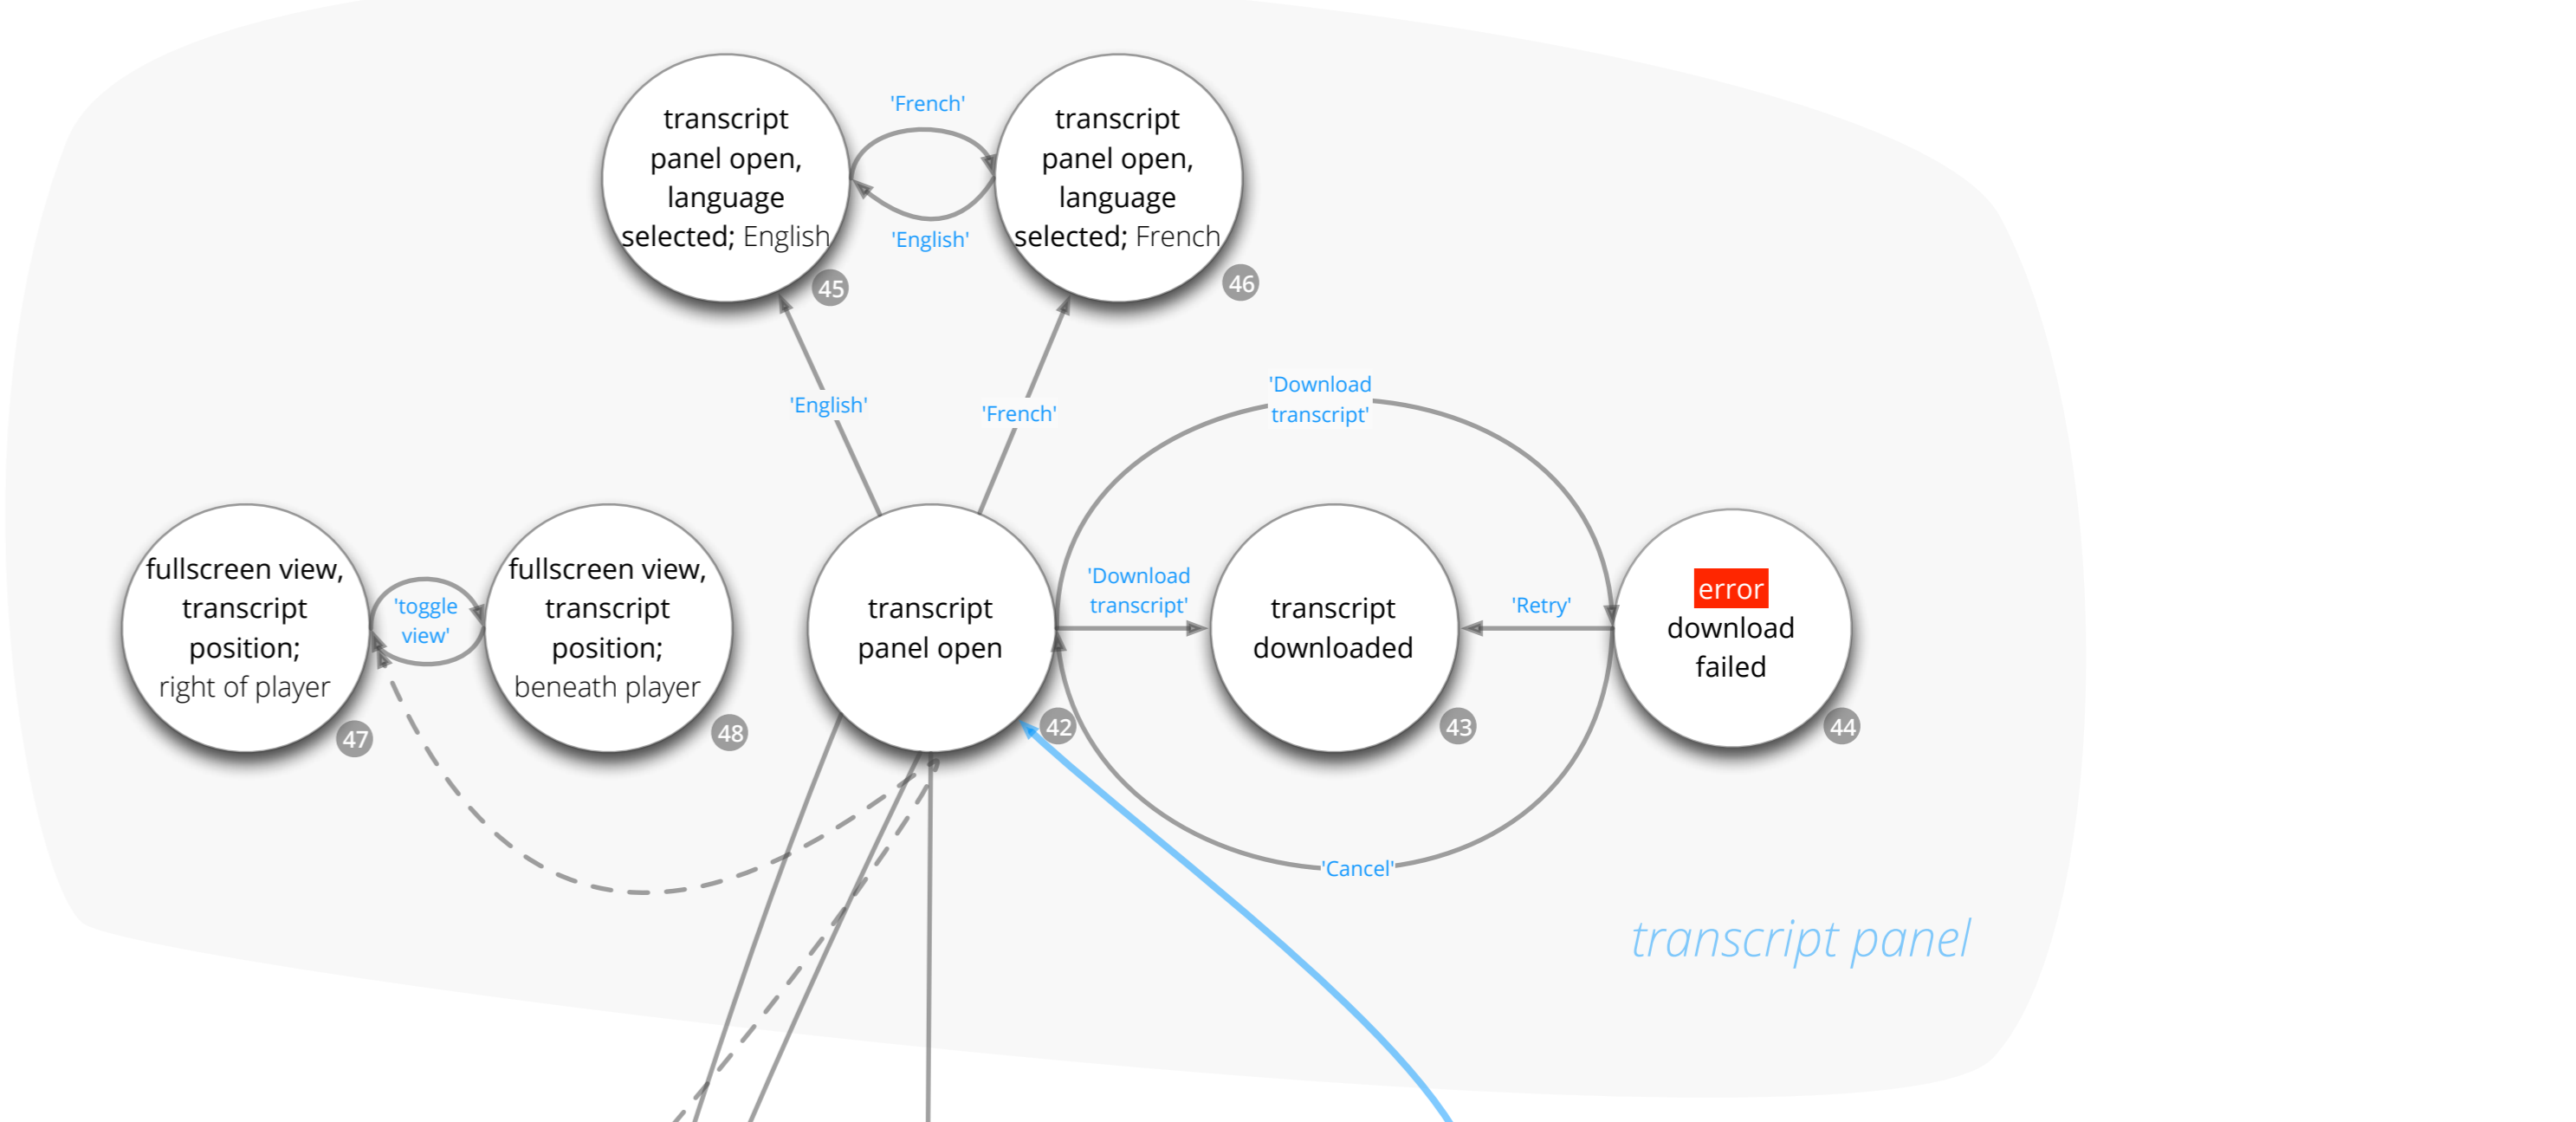 transcript
panel open,
language
selected; English
45
'French'
'English'
transcript
panel open,
language
selected; French
46
'English'
'French'
'Download
transcript'
fullscreen view,
transcript
position;
right of player
47
'toggle
view'
fullscreen view,
transcript
position;
beneath player
48
transcript
panel open
42
'Download
transcript'
transcript
downloaded
43
'Retry'
error
download
failed
44
'Cancel'
transcript panel